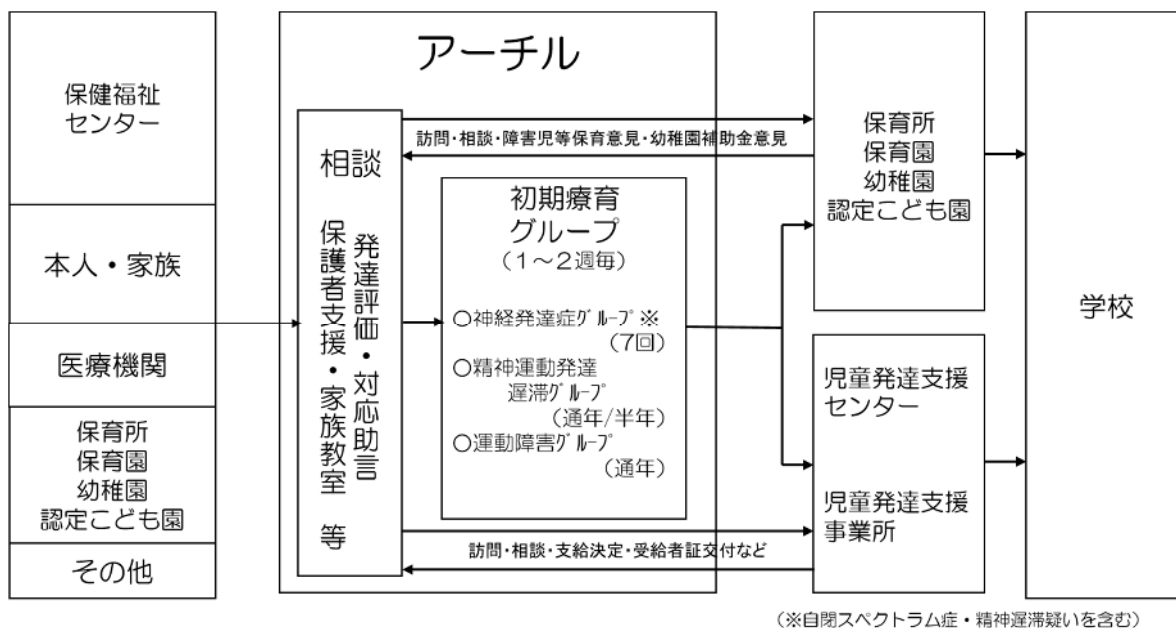 保健福祉
センター
本人・家族
医療機関
保育所
保育園
幼稚園
認定こども園
その他
アーチル
相談
発達評価・対応助言
保護者支援・家族教室 等
訪問・相談・障害児等保育意見・幼稚園補助金意見
初期療育
グループ
（１～２週毎）
○神経発達症ｸﾞﾙｰﾌﾟ※
（7回）
○精神運動発達
遅滞ｸﾞﾙｰﾌﾟ
（通年/半年）
○運動障害ｸﾞﾙｰﾌﾟ
（通年）
訪問・相談・支給決定・受給者証交付など
保育所
保育園
幼稚園
認定こども園
児童発達支援
センター
児童発達支援
事業所
学校
（※自閉スペクトラム症・精神遅滞疑いを含む）